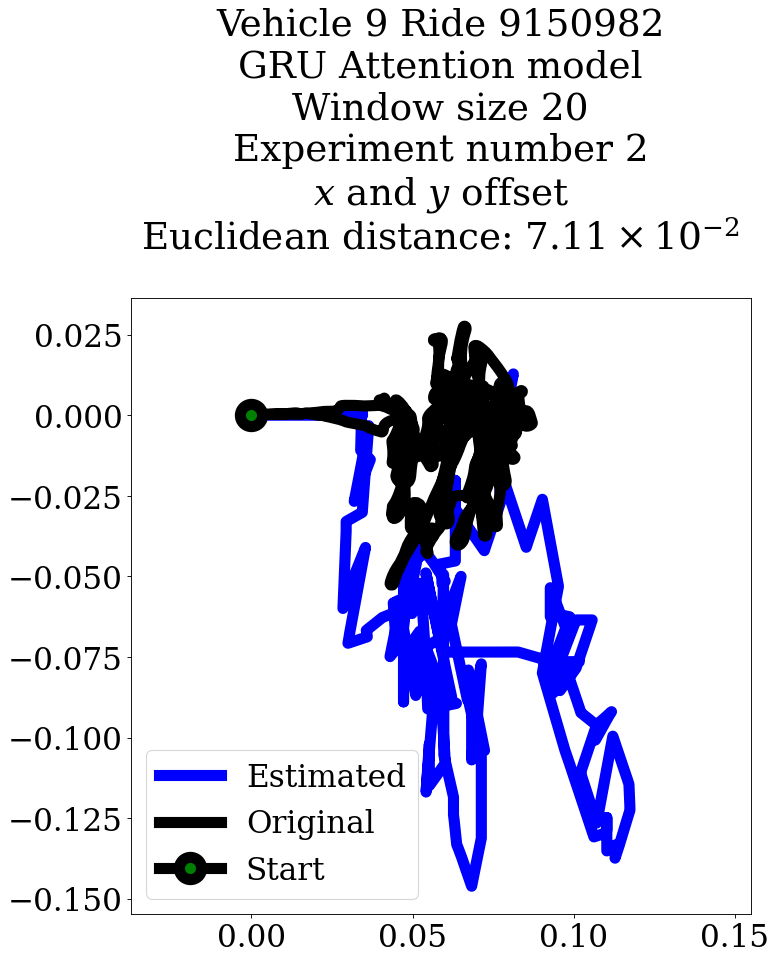 Vehicle 9 Ride 9150982
GRU Attention model
Window size 20
Experiment number 2
x and y offset
Euclidean distance: 7.11 × 10⁻²
0.025
0.000
−0.025
−0.050
−0.075
−0.100
−0.125
−0.150
Estimated
Original
Start
0.00 0.05 0.10 0.15